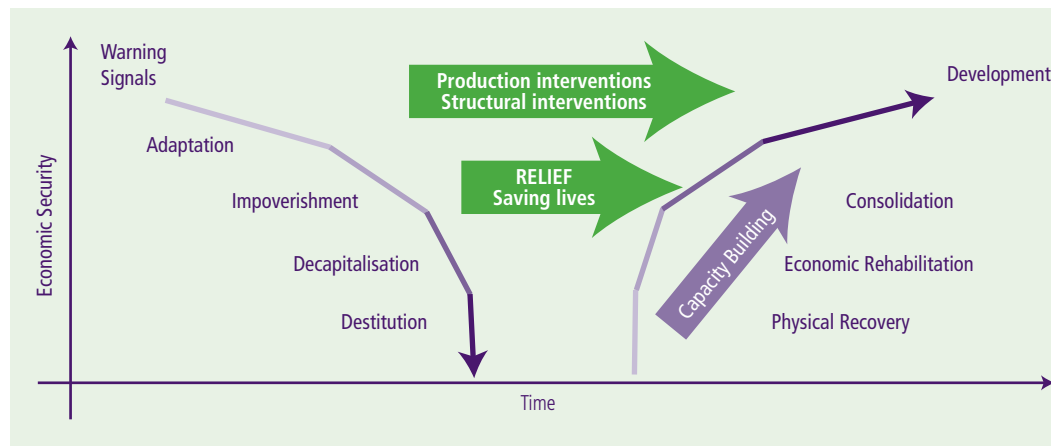 Warning
Signals
Adaptation
Impoverishment
Decapitalisation
Destitution
Production interventions
Structural interventions
RELIEF
Saving lives
Capacity Building
Development
Consolidation
Economic Rehabilitation
Physical Recovery
Economic Security
Time